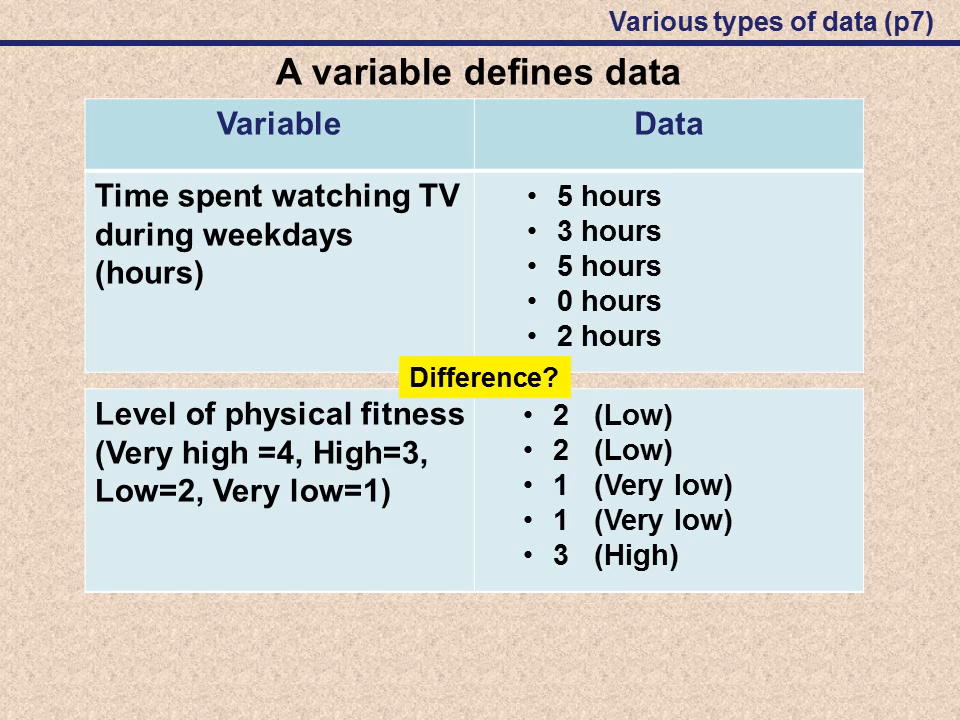 Various types of data (p7)
A variable defines data
Variable
Data
Time spent watching TV
during weekdays
(hours)
• 5 hours
• 3 hours
• 5 hours
• 0 hours
• 2 hours
Difference?
Level of physical fitness
(Very high =4, High=3,
Low=2, Very low=1)
• 2 (Low)
• 2 (Low)
• 1 (Very low)
• 1 (Very low)
• 3 (High)